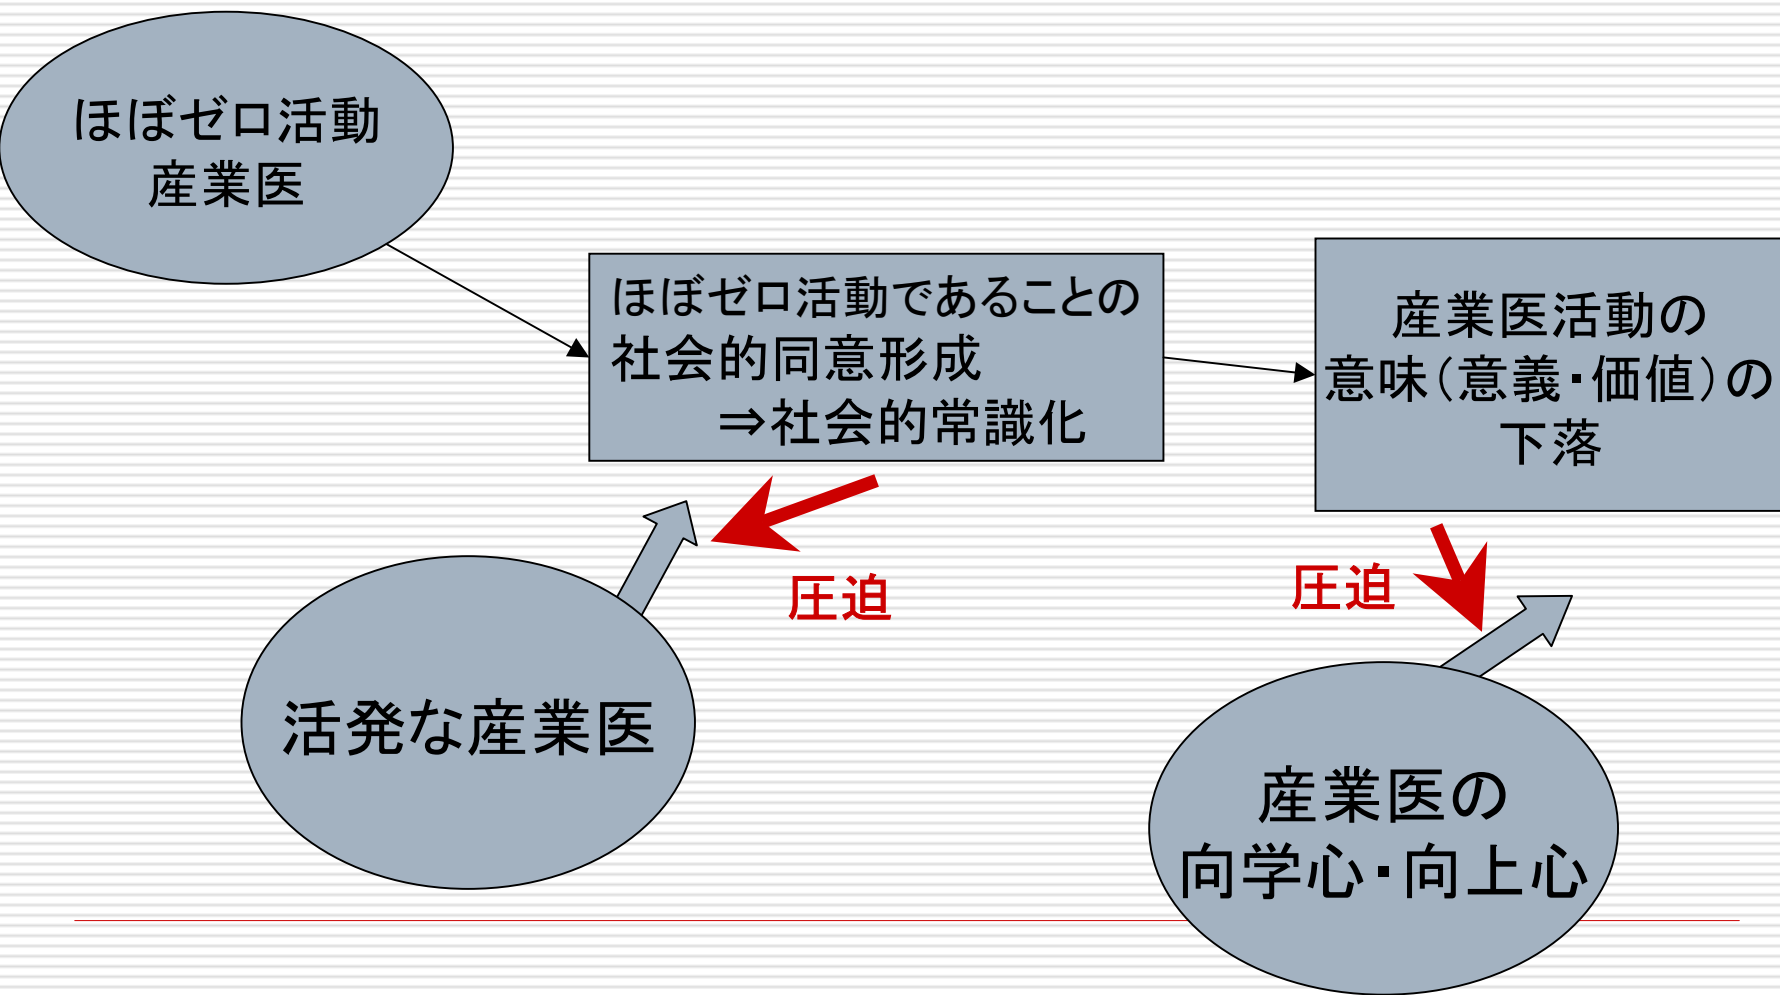 ほぼゼロ活動
産業医
ほぼゼロ活動であることの
社会的同意形成
⇒社会的常識化
産業医活動の
意味(意義・価値)の
下落
圧迫
圧迫
活発な産業医
産業医の
向学心・向上心